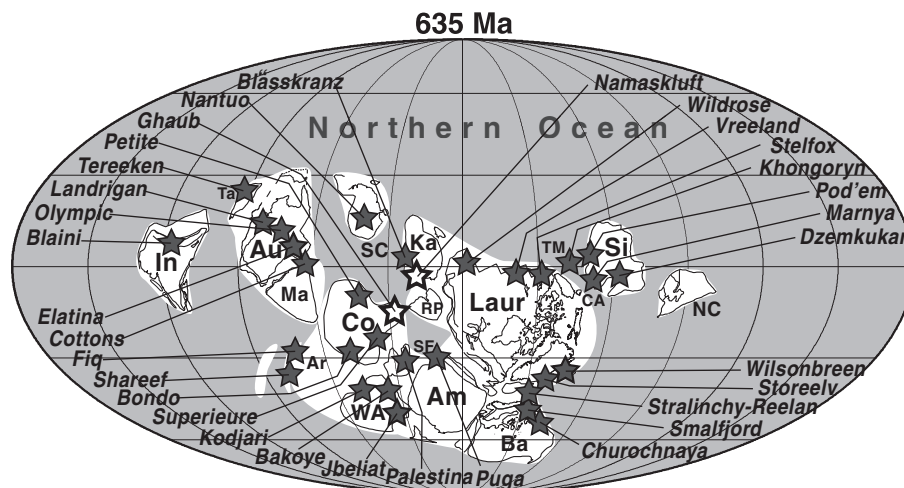 635 Ma
Blässkranz
Nantuo
Ghaub
Petite
Tereeken
Landrigan
Olympic
Blaini
Namaskluft
Wildrose
Vreeland
Stelfox
Khongoryn
Pod'em
Marnya
Dzemkukan
Northern Ocean
Ta
In
Au
Ma
SC
Ka
RP
Laur
TM
Si
CA
NC
Co
Ar
SF
WA
Am
Ba
Elatina
Cottons
Fiq
Shareef
Bondo
Superieure
Kodjari
Bakoye
Jbeliat
Palestina
Puga
Wilsonbreen
Storeelv
Stralinchy-Reelan
Smalfjord
Churochnaya